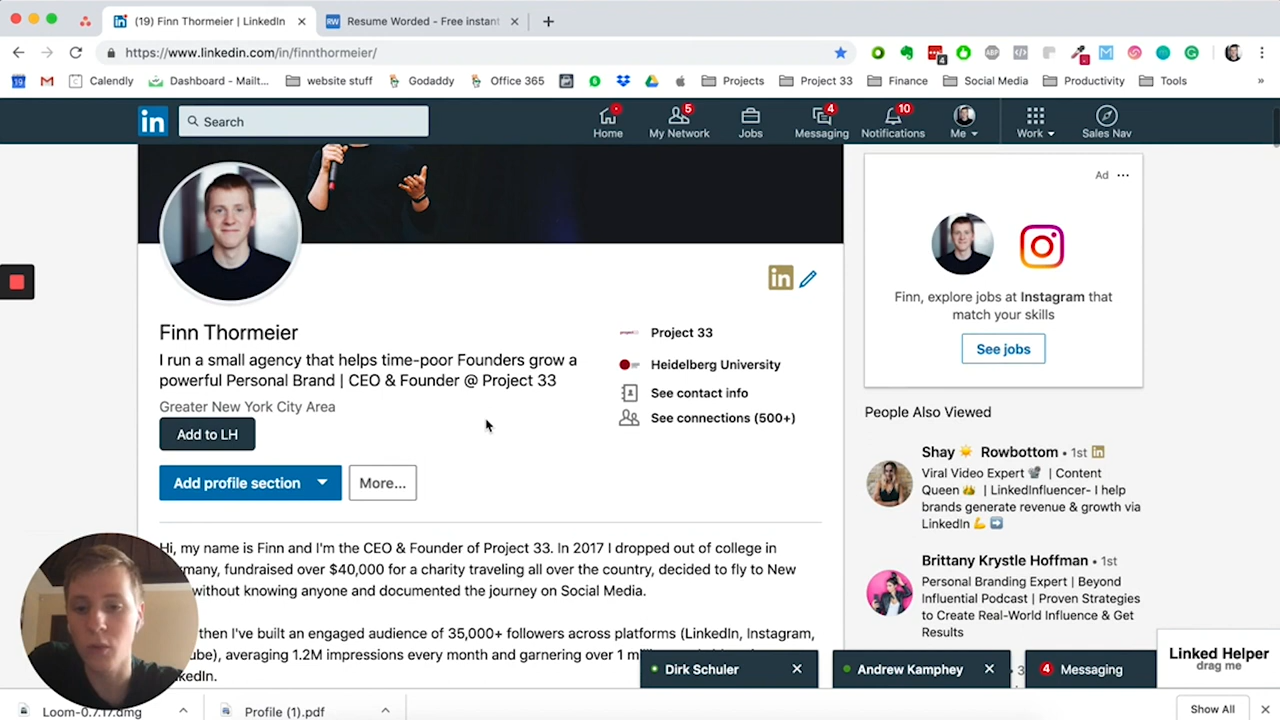 (19) Finn Thormeier | LinkedIn
RW Resume Worded - Free instant
https://www.linkedin.com/in/finnthormeier/
4
ABP
M
G
19
Calendly
Dashboard - Mailt...
website stuff
Godaddy
Office 365
Projects
Project 33
Finance
Social Media
Productivity
Tools
»
in
Search
Home
5
My Network
Jobs
4
Messaging
10
Notifications
Me
Work
Sales Nav
Ad
in
Finn, explore jobs at Instagram that
match your skills
See jobs
Finn Thormeier
I run a small agency that helps time-poor Founders grow a
powerful Personal Brand | CEO & Founder @ Project 33
Greater New York City Area
Add to LH
Add profile section
More...
Project 33
Heidelberg University
See contact info
See connections (500+)
People Also Viewed
Shay Rowbottom • 1st in
Viral Video Expert | Content
Queen | LinkedInfluencer- I help
brands generate revenue & growth via
LinkedIn
Brittany Krystle Hoffman • 1st
Personal Branding Expert | Beyond
Influential Podcast | Proven Strategies
to Create Real-World Influence & Get
Results
Hi, my name is Finn and I'm the CEO & Founder of Project 33. In 2017 I dropped out of college in
many, fundraised over $40,000 for a charity traveling all over the country, decided to fly to New
without knowing anyone and documented the journey on Social Media.
then I've built an engaged audience of 35,000+ followers across platforms (LinkedIn, Instagram,
ube), averaging 1.2M impressions every month and garnering over 1
kedIn.
Dirk Schuler
Andrew Kamphey
4 Messaging
Linked Helper
drag me
Loom-0.7.17.dmg
Profile (1).pdf
Show All